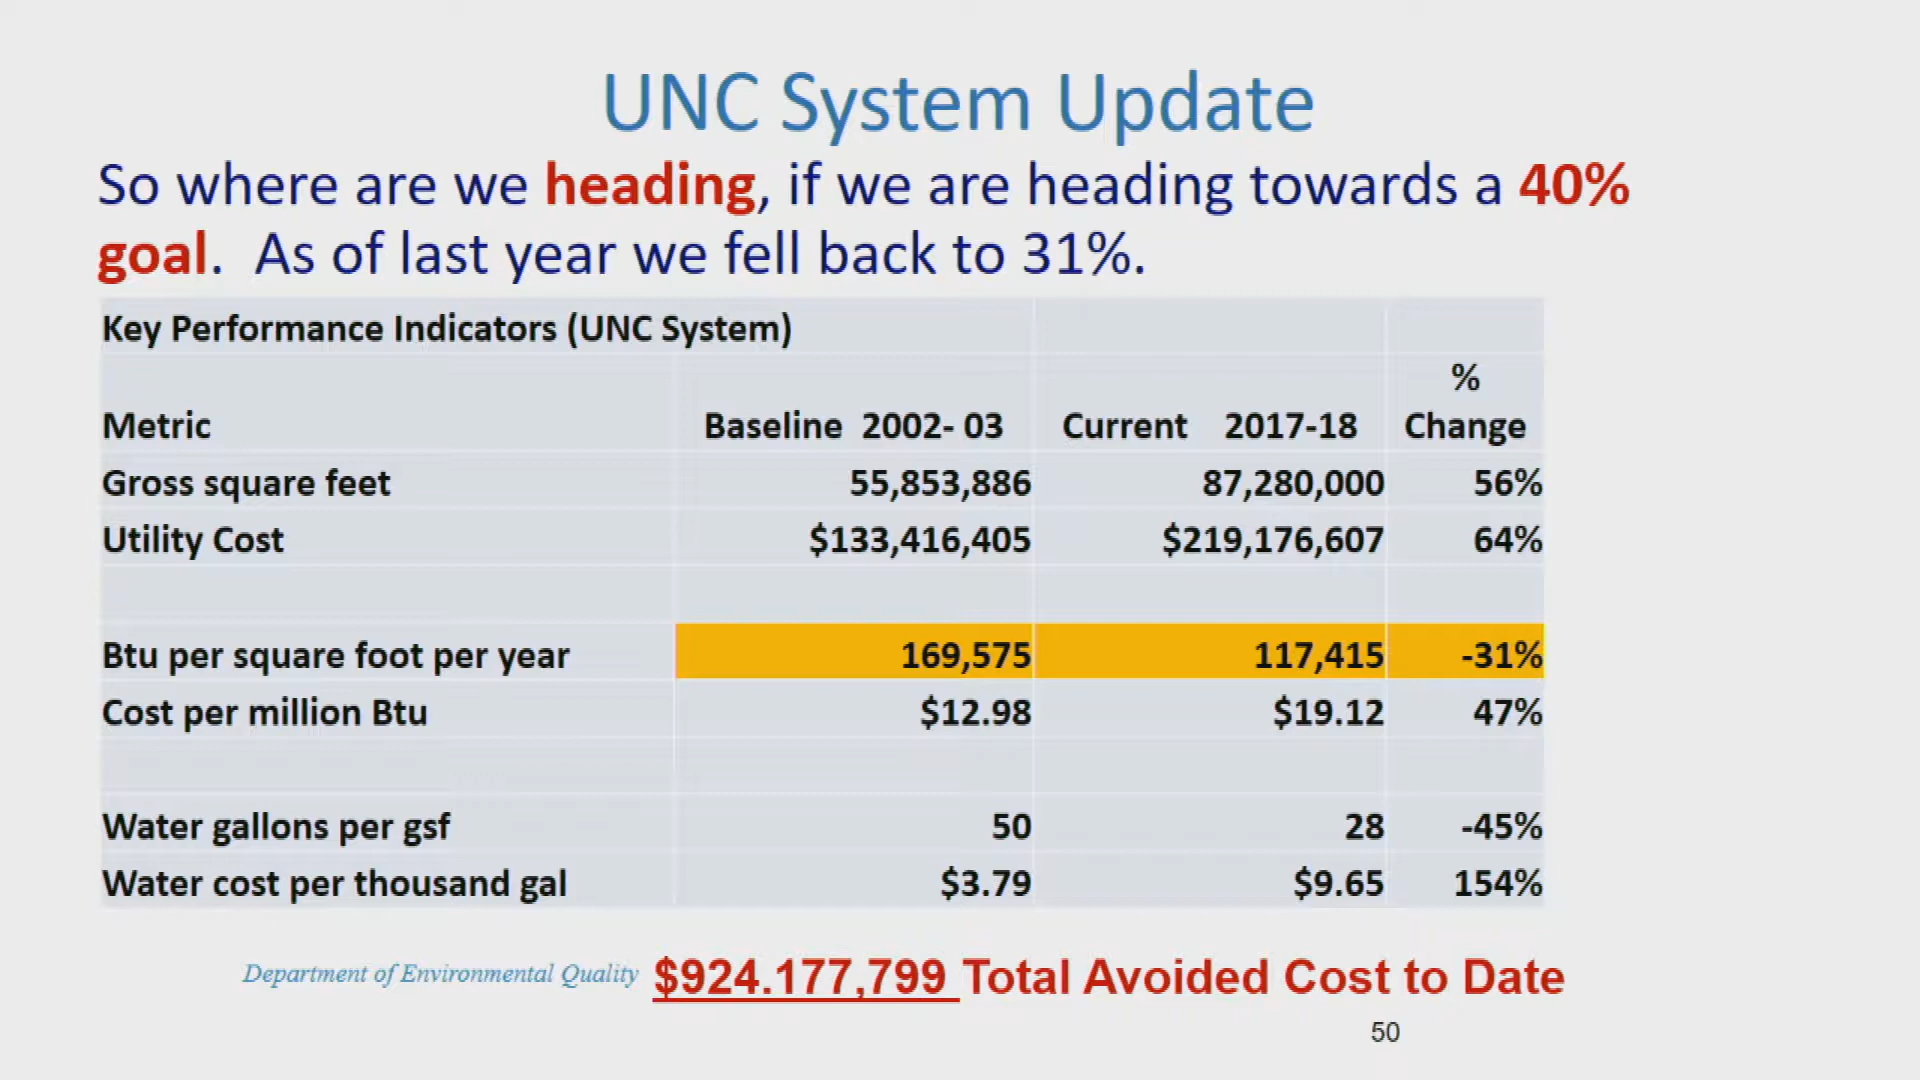 UNC System Update
So where are we heading, if we are heading towards a 40%
goal. As of last year we fell back to 31%.
Key Performance Indicators (UNC System)
%
Metric Baseline 2002- 03 Current 2017-18 Change
Gross square feet 55,853,886 87,280,000 56%
Utility Cost $133,416,405 $219,176,607 64%
Btu per square foot per year 169,575 117,415 -31%
Cost per million Btu $12.98 $19.12 47%
Water gallons per gsf 50 28 -45%
Water cost per thousand gal $3.79 $9.65 154%
Department of Environmental Quality $924.177,799 Total Avoided Cost to Date
50